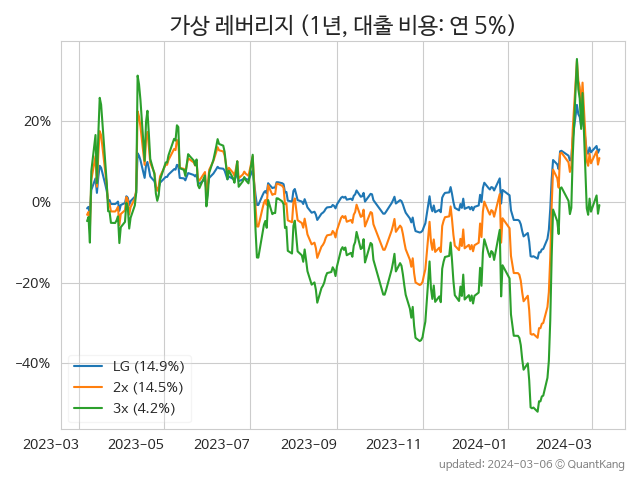 가상 레버리지 (1년, 대출 비용: 연 5%)
20%
0%
−20%
−40%
LG (14.9%)
2x (14.5%)
3x (4.2%)
2023-03 2023-05 2023-07 2023-09 2023-11 2024-01 2024-03
updated: 2024-03-06 ⓒ QuantKang